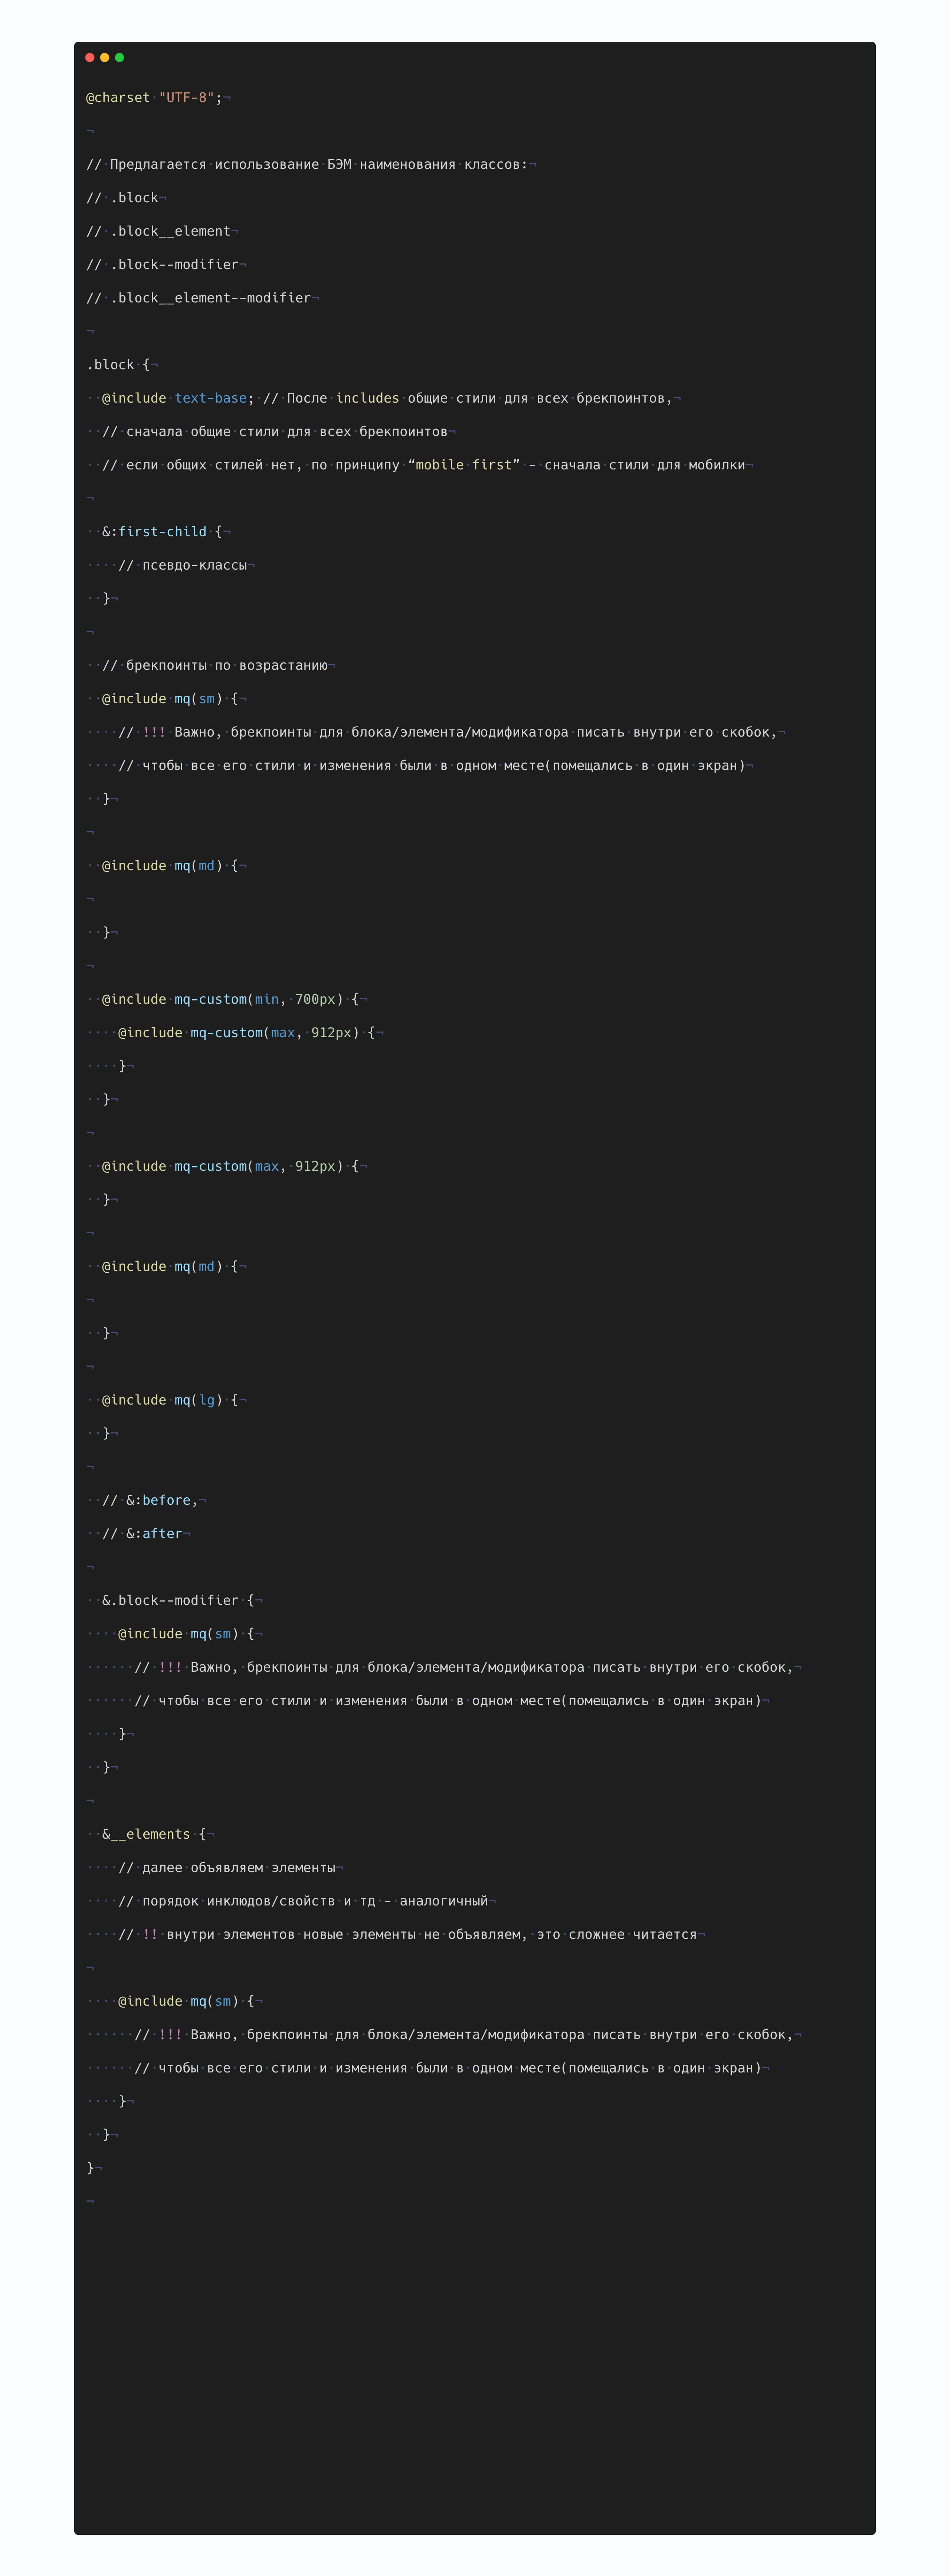 @charset "UTF-8";¬
¬
// Предлагается использование БЭМ наименования классов:¬
// .block¬
// .block__element¬
// .block--modifier¬
// .block__element--modifier¬
¬
.block {¬
  @include text-base; // После includes общие стили для всех брекпоинтов,¬
  // сначала общие стили для всех брекпоинтов¬
  // если общих стилей нет, по принципу “mobile first” - сначала стили для мобилки¬
¬
  &:first-child {¬
    // псевдо-классы¬
  }¬
¬
  // брекпоинты по возрастанию¬
  @include mq(sm) {¬
    // !!! Важно, брекпоинты для блока/элемента/модификатора писать внутри его скобок,¬
    // чтобы все его стили и изменения были в одном месте(помещались в один экран)¬
  }¬
¬
  @include mq(md) {¬
¬
  }¬
¬
  @include mq-custom(min, 700px) {¬
    @include mq-custom(max, 912px) {¬
    }¬
  }¬
¬
  @include mq-custom(max, 912px) {¬
  }¬
¬
  @include mq(md) {¬
¬
  }¬
¬
  @include mq(lg) {¬
  }¬
¬
  // &:before,¬
  // &:after¬
¬
  &.block--modifier {¬
    @include mq(sm) {¬
      // !!! Важно, брекпоинты для блока/элемента/модификатора писать внутри его скобок,¬
      // чтобы все его стили и изменения были в одном месте(помещались в один экран)¬
    }¬
  }¬
¬
  &__elements {¬
    // далее объявляем элементы¬
    // порядок инклюдов/свойств и тд - аналогичный¬
    // !! внутри элементов новые элементы не объявляем, это сложнее читается¬
¬
    @include mq(sm) {¬
      // !!! Важно, брекпоинты для блока/элемента/модификатора писать внутри его скобок,¬
      // чтобы все его стили и изменения были в одном месте(помещались в один экран)¬
    }¬
  }¬
}¬
¬